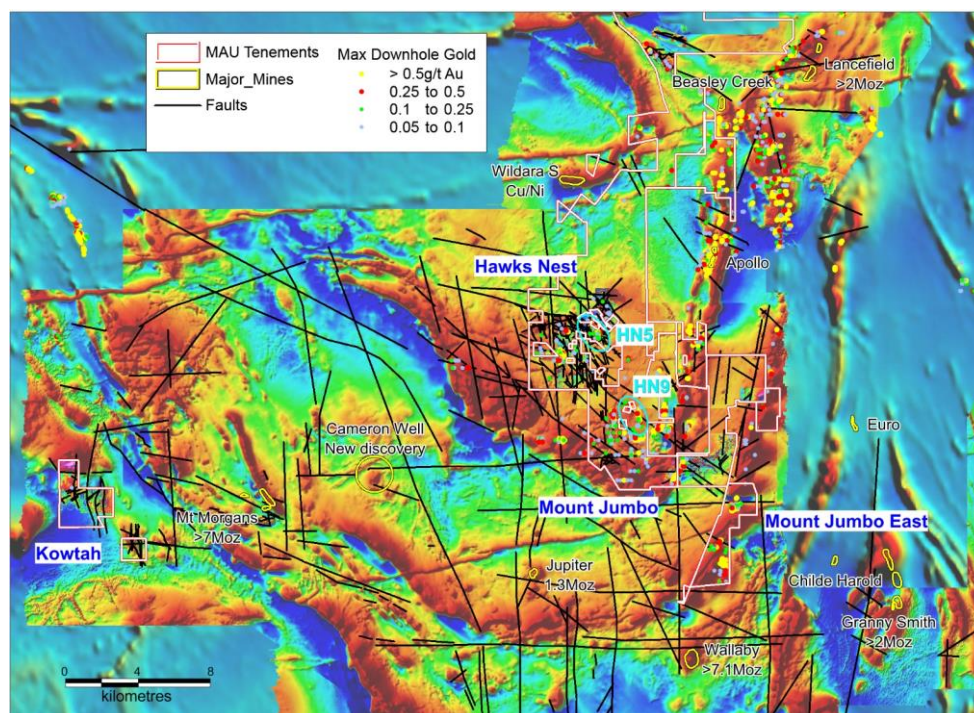 MAU Tenements
Major_Mines
Faults
Max Downhole Gold
> 0.5g/t Au
0.25 to 0.5
0.1 to 0.25
0.05 to 0.1
Beasley Creek
Lancefield
>2Moz
Wildara S
Cu/Ni
Hawks Nest
Apollo
HN5
HN9
Cameron Well
New discovery
Euro
Mt Morgans
>7Moz
Mount Jumbo
Mount Jumbo East
Kowtah
Jupiter
1.3Moz
Childe Harold
Granny Smith
>2Moz
Wallaby
>7.1Moz
0 4 8
kilometres